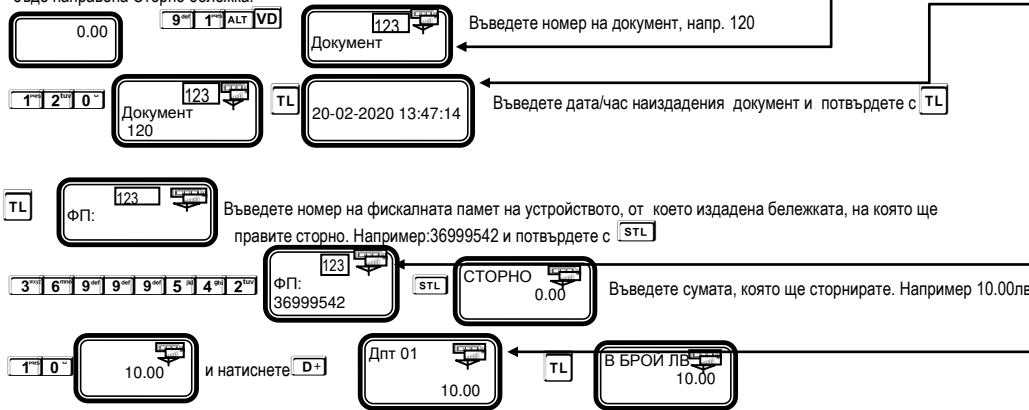 бъде направена Сторно бележка.
0.00 9 1 ALT VD 123 Въведете номер на документ, напр. 120
Документ
1 2 0 123 TL 20-02-2020 13:47:14 Въведете дата/час наиздадения документ и потвърдете с TL
Документ
120
TL 123 Въведете номер на фискалната памет на устройството, от което издадена бележката, на която ще
ФП:
правите сторно. Например:36999542 и потвърдете с STL
3 6 9 9 9 5 4 2 123 STL СТОРНО Въведете сумата, която ще сторнирате. Например 10.00лв
ФП: 0.00
36999542
1 0 10.00 и натиснете D+ Дпт 01 TL В БРОЙ ЛВ
10.00 10.00